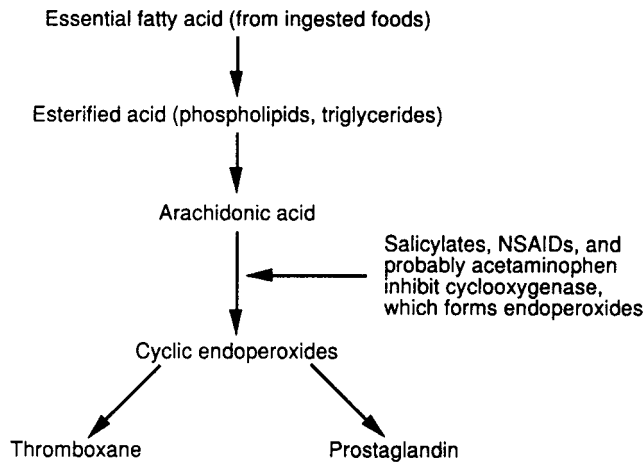 Essential fatty acid (from ingested foods)
Esterified acid (phospholipids, triglycerides)
Arachidonic acid
Salicylates, NSAIDs, and
probably acetaminophen
inhibit cyclooxygenase,
which forms endoperoxides
Cyclic endoperoxides
Thromboxane
Prostaglandin